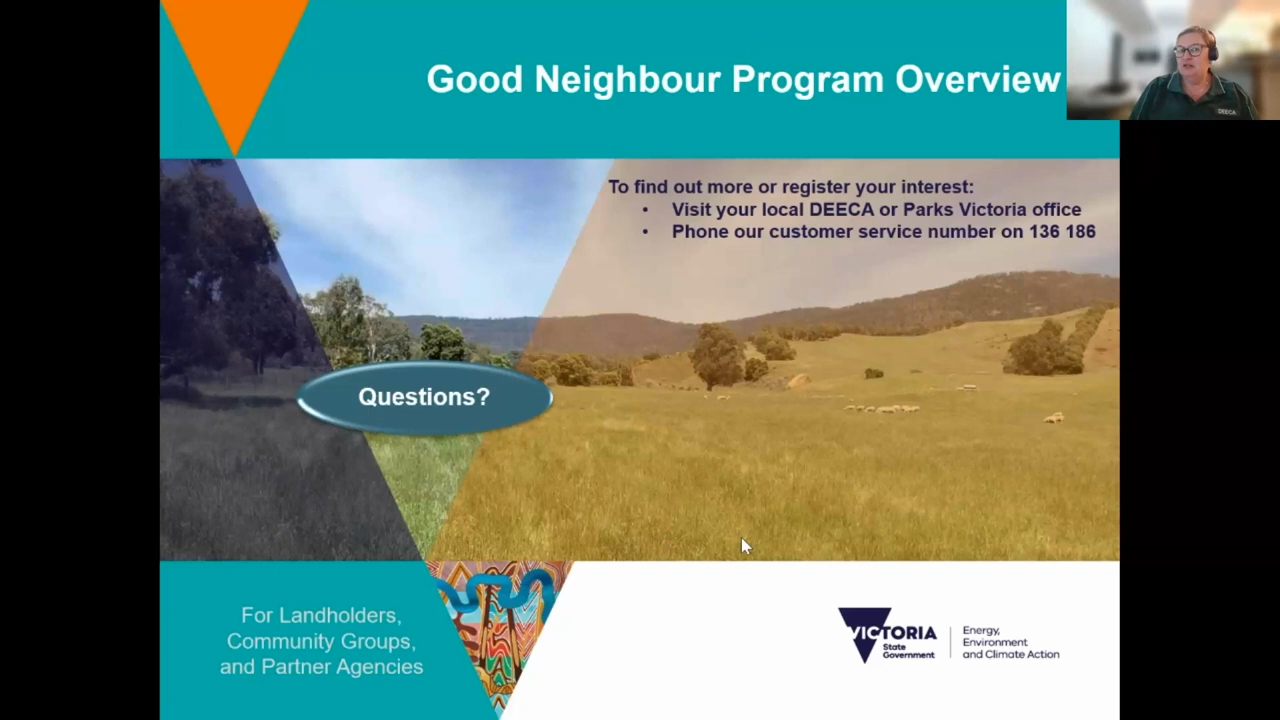 Good Neighbour Program Overview
DEECA
To find out more or register your interest:
• Visit your local DEECA or Parks Victoria office
• Phone our customer service number on 136 186
Questions?
For Landholders,
Community Groups,
and Partner Agencies
VICTORIA
State
Government
Energy,
Environment
and Climate Action